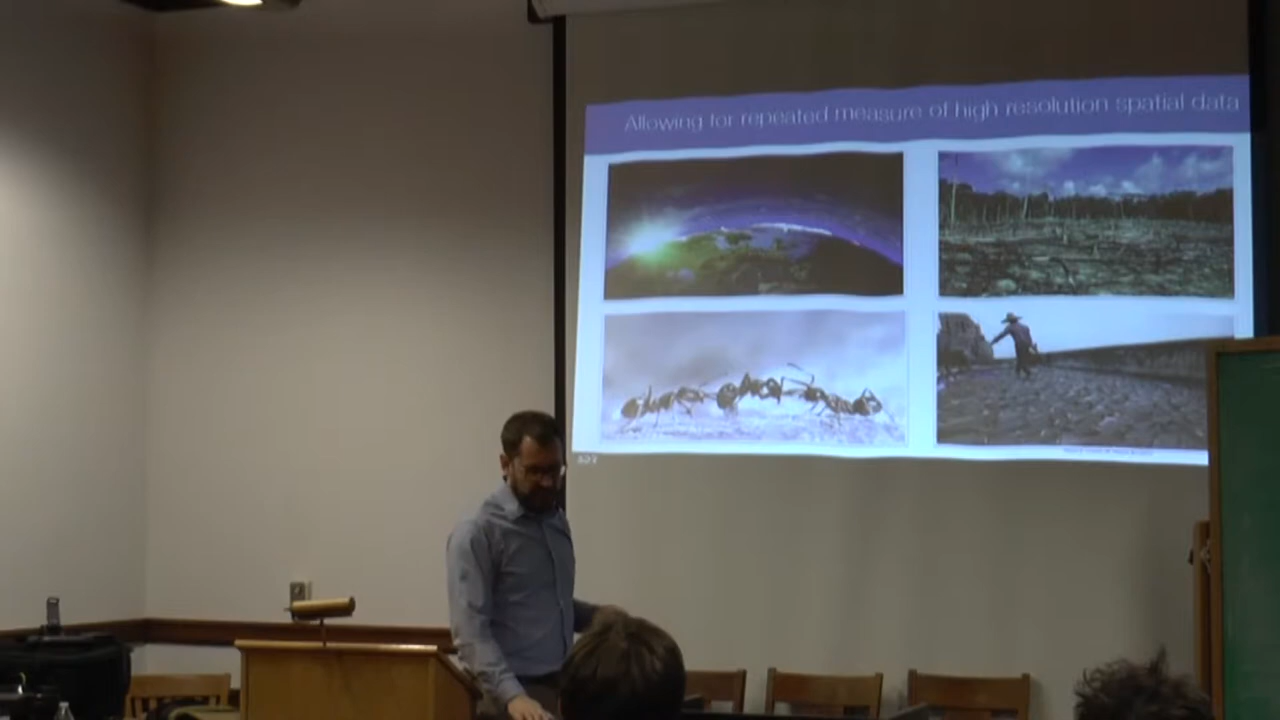 Allowing for repeated measure of high resolution spatial data